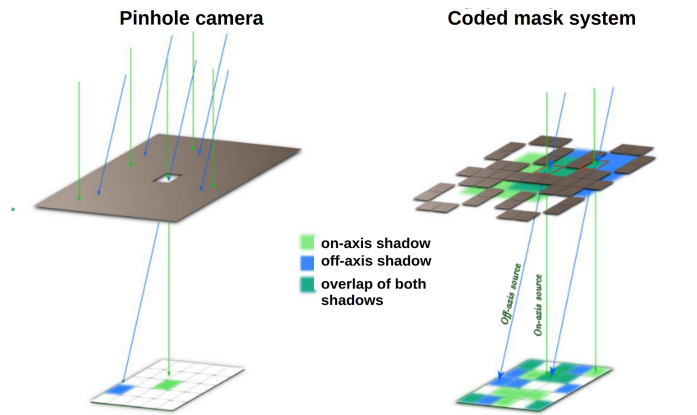 Pinhole camera
Coded mask system
on-axis shadow
off-axis shadow
overlap of both
shadows
Off-axis source
On-axis source